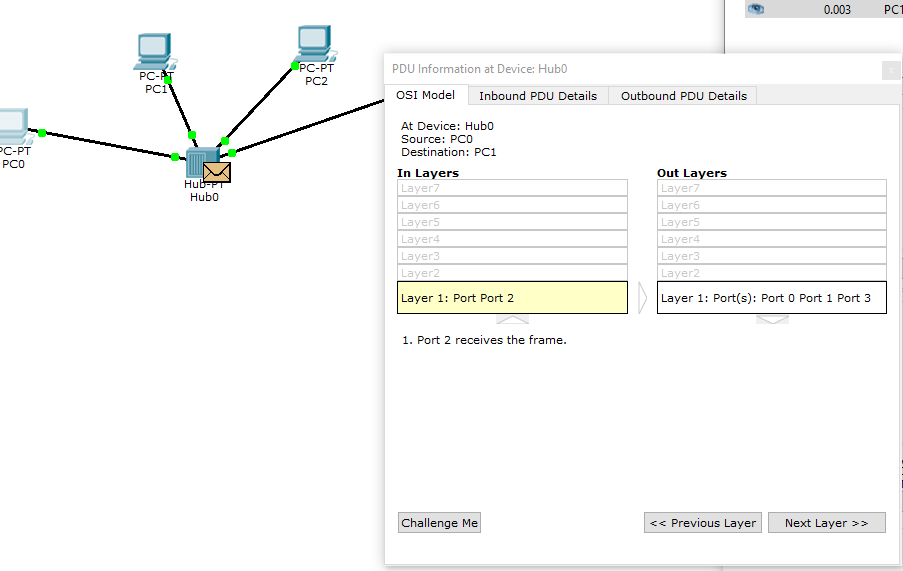 0.003 PC1
PDU Information at Device: Hub0
OSI Model
Inbound PDU Details
Outbound PDU Details
At Device: Hub0
Source: PC0
Destination: PC1
In Layers
Out Layers
Layer7
Layer7
Layer6
Layer6
Layer5
Layer5
Layer4
Layer4
Layer3
Layer3
Layer2
Layer2
Layer 1: Port Port 2
Layer 1: Port(s): Port 0 Port 1 Port 3
1. Port 2 receives the frame.
Challenge Me
<< Previous Layer
Next Layer >>
PC-PT
PC1
PC-PT
PC2
PC-PT
PC0
Hub-PT
Hub0